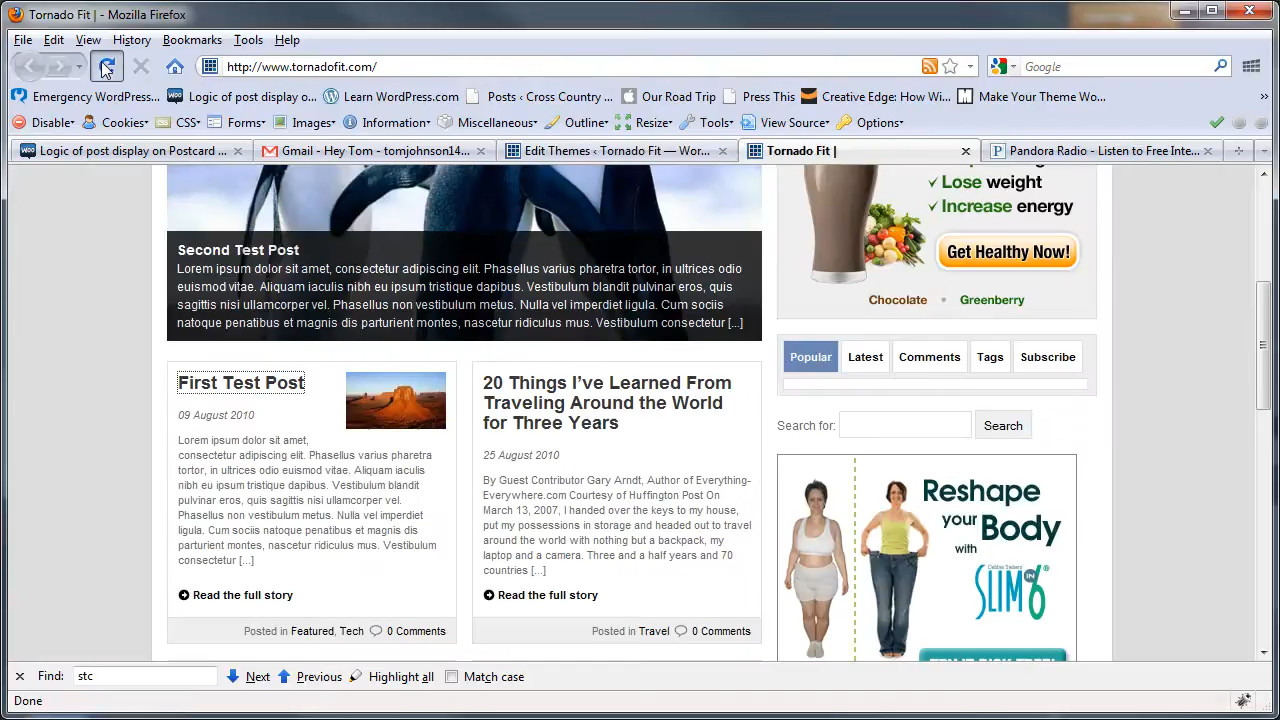 Tornado Fit | - Mozilla Firefox
File Edit View History Bookmarks Tools Help
http://www.tornadofit.com/
Google
Emergency WordPress...
Logic of post display o...
Learn WordPress.com
Posts ‹ Cross Country ...
Our Road Trip
Press This
Creative Edge: How Wi...
Make Your Theme Wo...
Disable▾ Cookies▾ CSS▾ Forms▾ Images▾ Information▾ Miscellaneous▾ Outline▾ Resize▾ Tools▾ View Source▾ Options▾
Logic of post display on Postcard ...
Gmail - Hey Tom - tomjohnson14...
Edit Themes ‹ Tornado Fit — Wor...
Tornado Fit |
Pandora Radio - Listen to Free Inte...
Second Test Post
Lorem ipsum dolor sit amet, consectetur adipiscing elit. Phasellus varius pharetra tortor, in ultrices odio
euismod vitae. Aliquam iaculis nibh eu ipsum tristique dapibus. Vestibulum blandit pulvinar eros, quis
sagittis nisi ullamcorper vel. Phasellus non vestibulum metus. Nulla vel imperdiet ligula. Cum sociis
natoque penatibus et magnis dis parturient montes, nascetur ridiculus mus. Vestibulum consectetur [...]
First Test Post
09 August 2010
Lorem ipsum dolor sit amet,
consectetur adipiscing elit. Phasellus varius pharetra
tortor, in ultrices odio euismod vitae. Aliquam iaculis
nibh eu ipsum tristique dapibus. Vestibulum blandit
pulvinar eros, quis sagittis nisi ullamcorper vel.
Phasellus non vestibulum metus. Nulla vel imperdiet
ligula. Cum sociis natoque penatibus et magnis dis
parturient montes, nascetur ridiculus mus. Vestibulum
consectetur [...]
Read the full story
Posted in Featured, Tech 0 Comments
20 Things I’ve Learned From
Traveling Around the World
for Three Years
25 August 2010
By Guest Contributor Gary Arndt, Author of Everything-
Everywhere.com Courtesy of Huffington Post On
March 13, 2007, I handed over the keys to my house,
put my possessions in storage and headed out to travel
around the world with nothing but a backpack, my
laptop and a camera. Three and a half years and 70
countries [...]
Read the full story
Posted in Travel 0 Comments
Lose weight
Increase energy
Get Healthy Now!
Chocolate • Greenberry
Popular Latest Comments Tags Subscribe
Search for: Search
Reshape
your Body
with
SLIM IN 6®
Find: stc Next Previous Highlight all Match case
Done